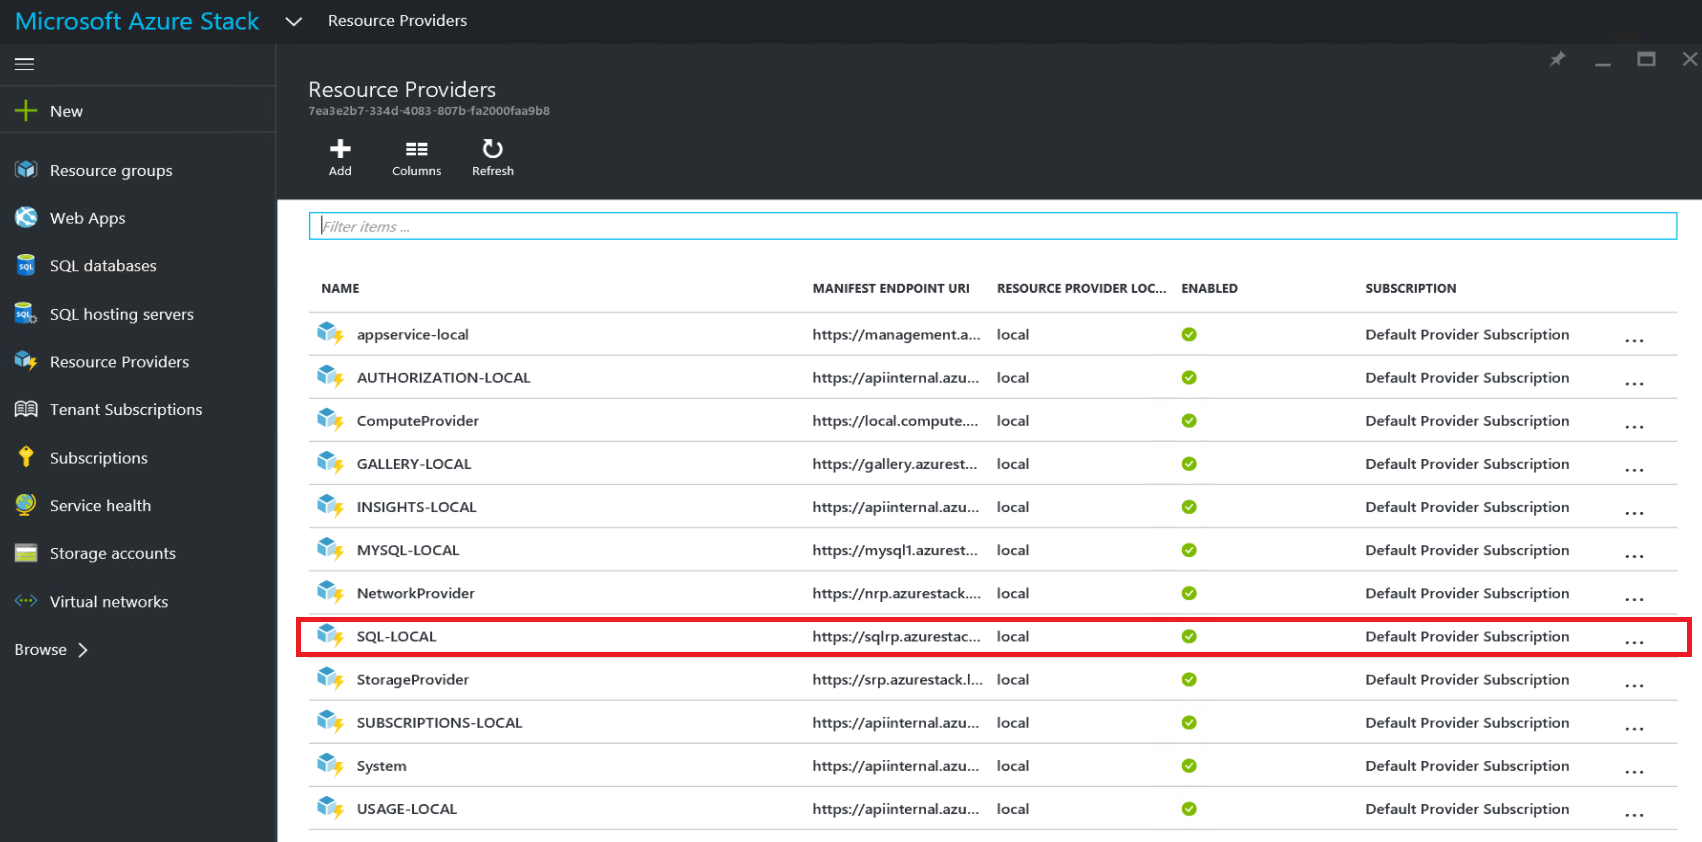 Microsoft Azure Stack Resource Providers
New
Resource groups
Web Apps
SQL databases
SQL hosting servers
Resource Providers
Tenant Subscriptions
Subscriptions
Service health
Storage accounts
Virtual networks
Browse
Resource Providers
7ea3e2b7-334d-4083-807b-fa2000faa9b8
Add Columns Refresh
Filter items ...
NAME MANIFEST ENDPOINT URI RESOURCE PROVIDER LOC... ENABLED SUBSCRIPTION
appservice-local https://management.a... local Default Provider Subscription ...
AUTHORIZATION-LOCAL https://apiinternal.azu... local Default Provider Subscription ...
ComputeProvider https://local.compute.... local Default Provider Subscription ...
GALLERY-LOCAL https://gallery.azurest... local Default Provider Subscription ...
INSIGHTS-LOCAL https://apiinternal.azu... local Default Provider Subscription ...
MYSQL-LOCAL https://mysql1.azurest... local Default Provider Subscription ...
NetworkProvider https://nrp.azurestack.... local Default Provider Subscription ...
SQL-LOCAL https://sqlrp.azurestac... local Default Provider Subscription ...
StorageProvider https://srp.azurestack.l... local Default Provider Subscription ...
SUBSCRIPTIONS-LOCAL https://apiinternal.azu... local Default Provider Subscription ...
System https://apiinternal.azu... local Default Provider Subscription ...
USAGE-LOCAL https://apiinternal.azu... local Default Provider Subscription ...